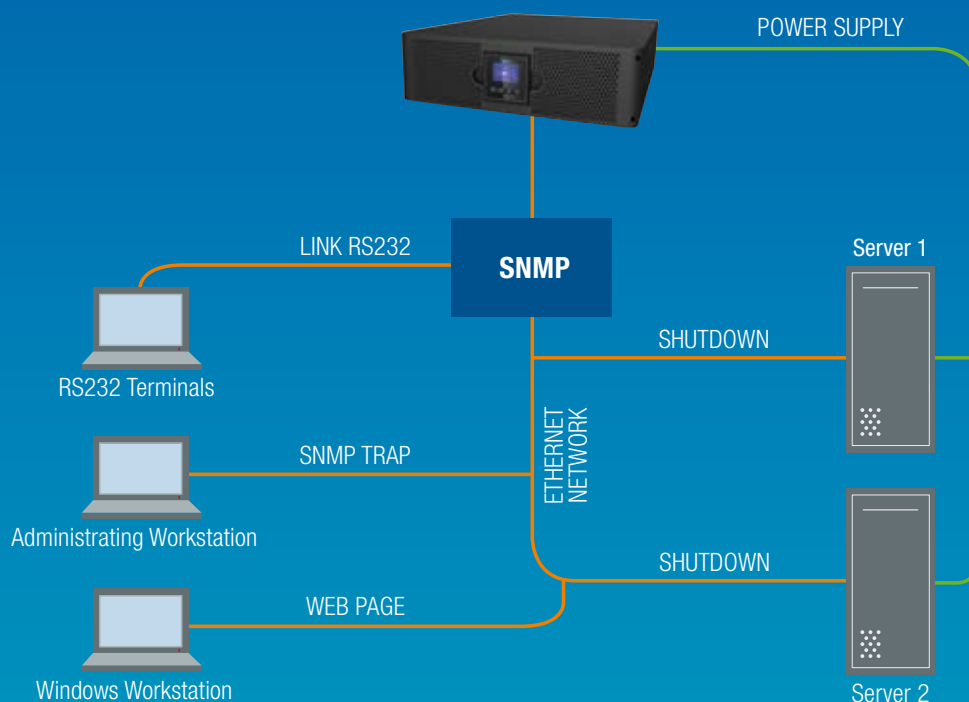 POWER SUPPLY
LINK RS232
SNMP
Server 1
SHUTDOWN
RS232 Terminals
ETHERNET
NETWORK
SNMP TRAP
Administrating Workstation
SHUTDOWN
WEB PAGE
Windows Workstation
Server 2